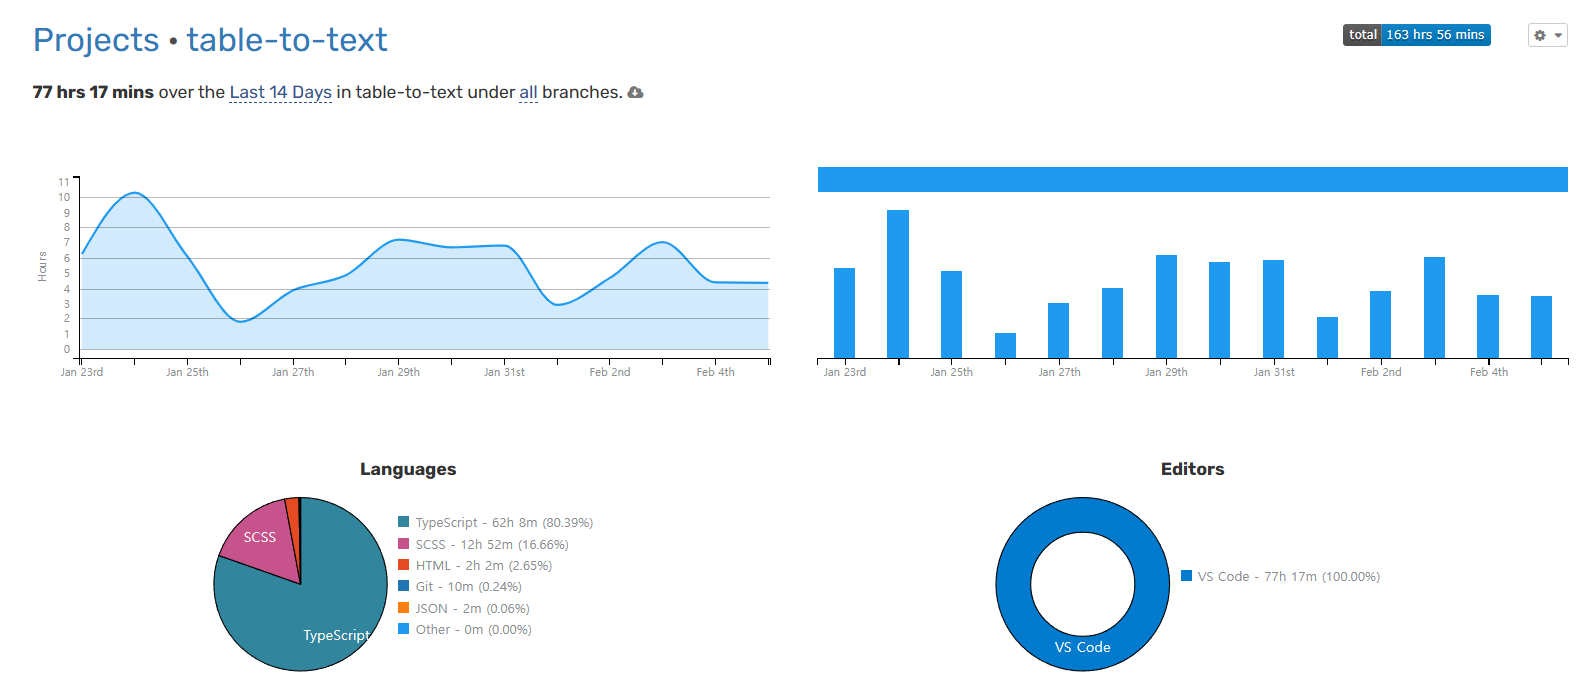 Projects • table-to-text
total 163 hrs 56 mins
77 hrs 17 mins over the Last 14 Days in table-to-text under all branches.
Hours
11
10
9
8
7
6
5
4
3
2
1
0
Jan 23rd Jan 25th Jan 27th Jan 29th Jan 31st Feb 2nd Feb 4th
Jan 23rd Jan 25th Jan 27th Jan 29th Jan 31st Feb 2nd Feb 4th
Languages
SCSS
TypeScript
TypeScript - 62h 8m (80.39%)
SCSS - 12h 52m (16.66%)
HTML - 2h 2m (2.65%)
Git - 10m (0.24%)
JSON - 2m (0.06%)
Other - 0m (0.00%)
Editors
VS Code
VS Code - 77h 17m (100.00%)